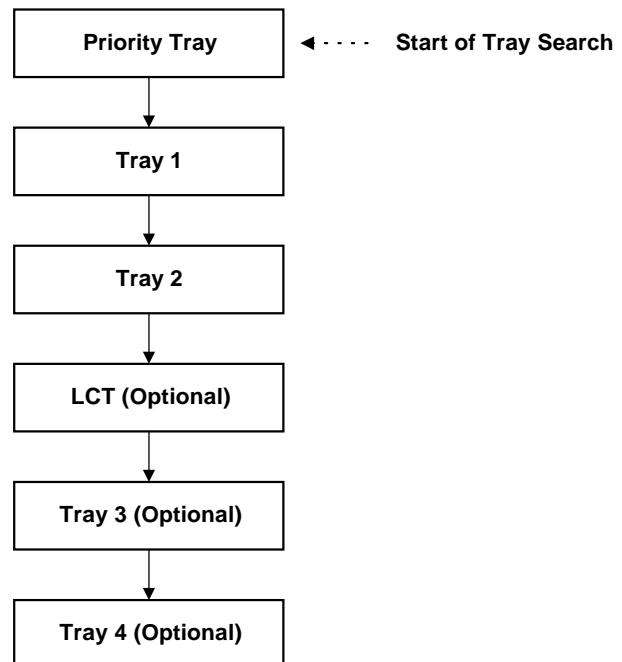 Priority Tray
Start of Tray Search
Tray 1
Tray 2
LCT (Optional)
Tray 3 (Optional)
Tray 4 (Optional)